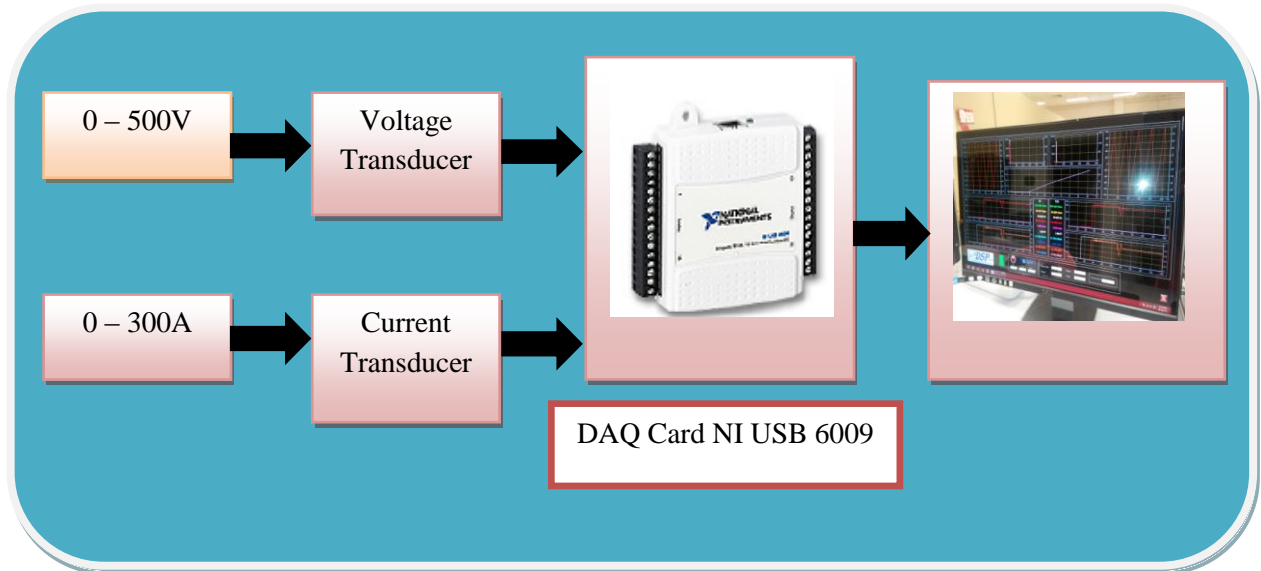 0 – 500V
Voltage
Transducer
0 – 300A
Current
Transducer
NATIONAL
INSTRUMENTS
DAQ Card NI USB 6009